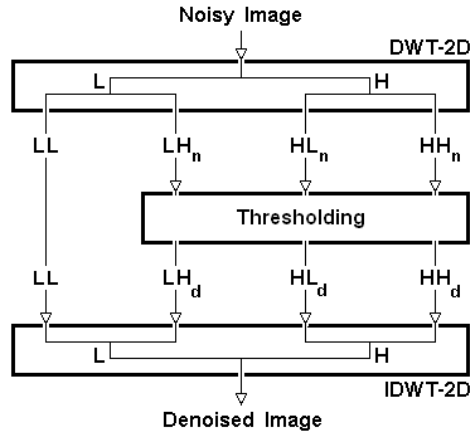 Noisy Image
DWT-2D
L H
LL LHn HLn HHn
Thresholding
LL LHd HLd HHd
L H
IDWT-2D
Denoised Image